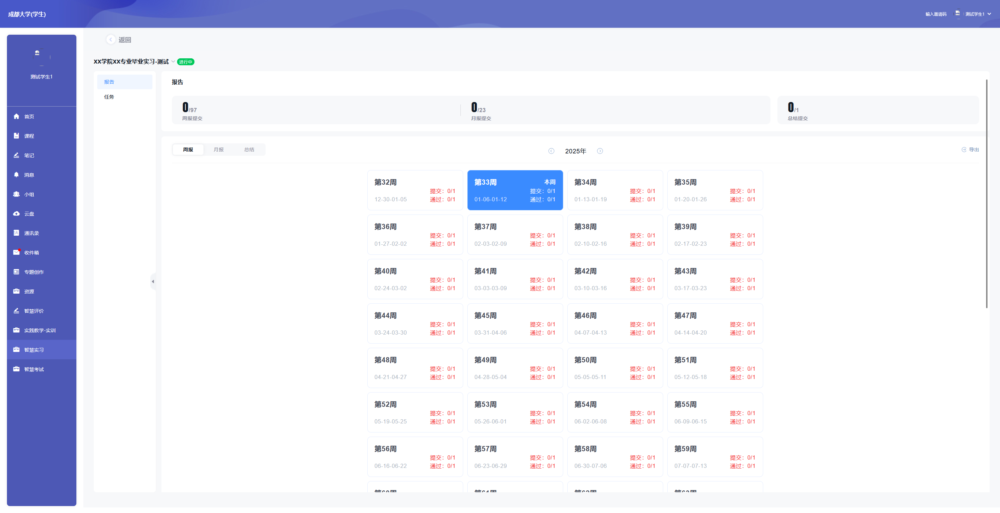 成都大学(学生)
输入邀请码
测试学生1
测试学生1
首页
课程
笔记
消息
小组
云盘
通讯录
收件箱
专题创作
资源
智慧评价
实践教学-实训
智慧实习
智慧考试
返回
XX学院XX专业毕业实习-测试 进行中
报告
任务
报告
0/97
周报提交
0/23
月报提交
0/1
总结提交
周报 月报 总结
2025年
导出
第32周
提交：0/1
12-30-01-05 通过：0/1
第33周 本周
提交：0/1
01-06-01-12 通过：0/1
第34周
提交：0/1
01-13-01-19 通过：0/1
第35周
提交：0/1
01-20-01-26 通过：0/1
第36周
提交：0/1
01-27-02-02 通过：0/1
第37周
提交：0/1
02-03-02-09 通过：0/1
第38周
提交：0/1
02-10-02-16 通过：0/1
第39周
提交：0/1
02-17-02-23 通过：0/1
第40周
提交：0/1
02-24-03-02 通过：0/1
第41周
提交：0/1
03-03-03-09 通过：0/1
第42周
提交：0/1
03-10-03-16 通过：0/1
第43周
提交：0/1
03-17-03-23 通过：0/1
第44周
提交：0/1
03-24-03-30 通过：0/1
第45周
提交：0/1
03-31-04-06 通过：0/1
第46周
提交：0/1
04-07-04-13 通过：0/1
第47周
提交：0/1
04-14-04-20 通过：0/1
第48周
提交：0/1
04-21-04-27 通过：0/1
第49周
提交：0/1
04-28-05-04 通过：0/1
第50周
提交：0/1
05-05-05-11 通过：0/1
第51周
提交：0/1
05-12-05-18 通过：0/1
第52周
提交：0/1
05-19-05-25 通过：0/1
第53周
提交：0/1
05-26-06-01 通过：0/1
第54周
提交：0/1
06-02-06-08 通过：0/1
第55周
提交：0/1
06-09-06-15 通过：0/1
第56周
提交：0/1
06-16-06-22 通过：0/1
第57周
提交：0/1
06-23-06-29 通过：0/1
第58周
提交：0/1
06-30-07-06 通过：0/1
第59周
提交：0/1
07-07-07-13 通过：0/1